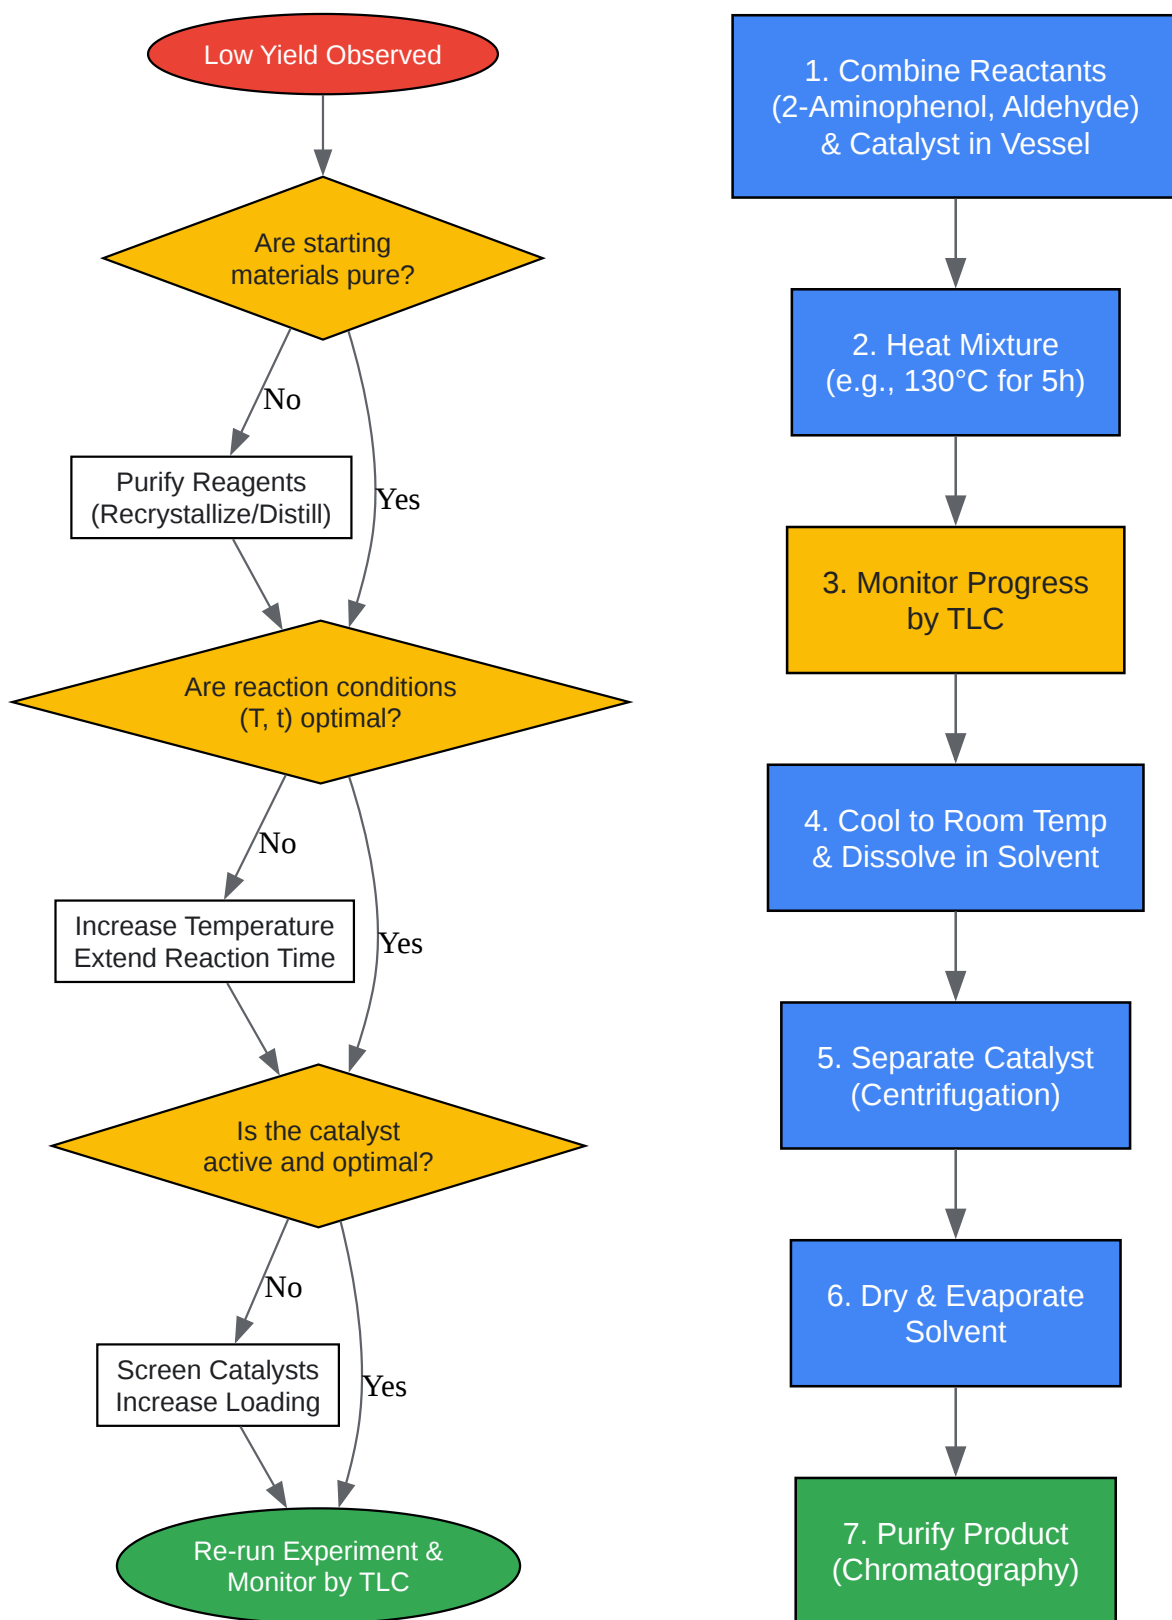 Low Yield Observed
Are starting
materials pure?
No
Yes
Purify Reagents
(Recrystallize/Distill)
Are reaction conditions
(T, t) optimal?
No
Yes
Increase Temperature
Extend Reaction Time
Is the catalyst
active and optimal?
No
Yes
Screen Catalysts
Increase Loading
Re-run Experiment &
Monitor by TLC
1. Combine Reactants
(2-Aminophenol, Aldehyde)
& Catalyst in Vessel
2. Heat Mixture
(e.g., 130°C for 5h)
3. Monitor Progress
by TLC
4. Cool to Room Temp
& Dissolve in Solvent
5. Separate Catalyst
(Centrifugation)
6. Dry & Evaporate
Solvent
7. Purify Product
(Chromatography)